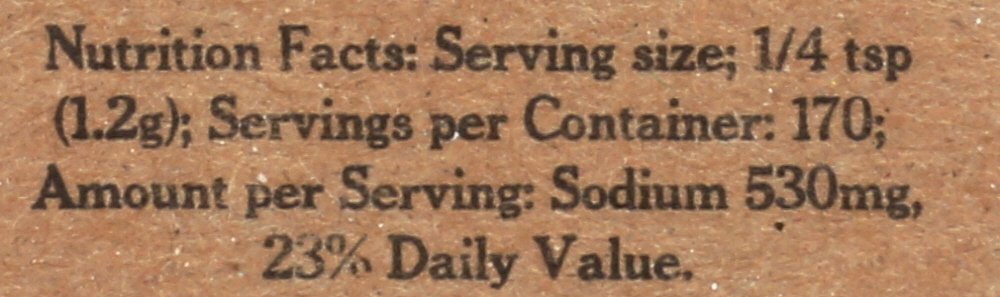 Nutrition Facts: Serving size; 1/4 tsp
(1.2g); Servings per Container: 170;
Amount per Serving: Sodium 530mg,
23% Daily Value.